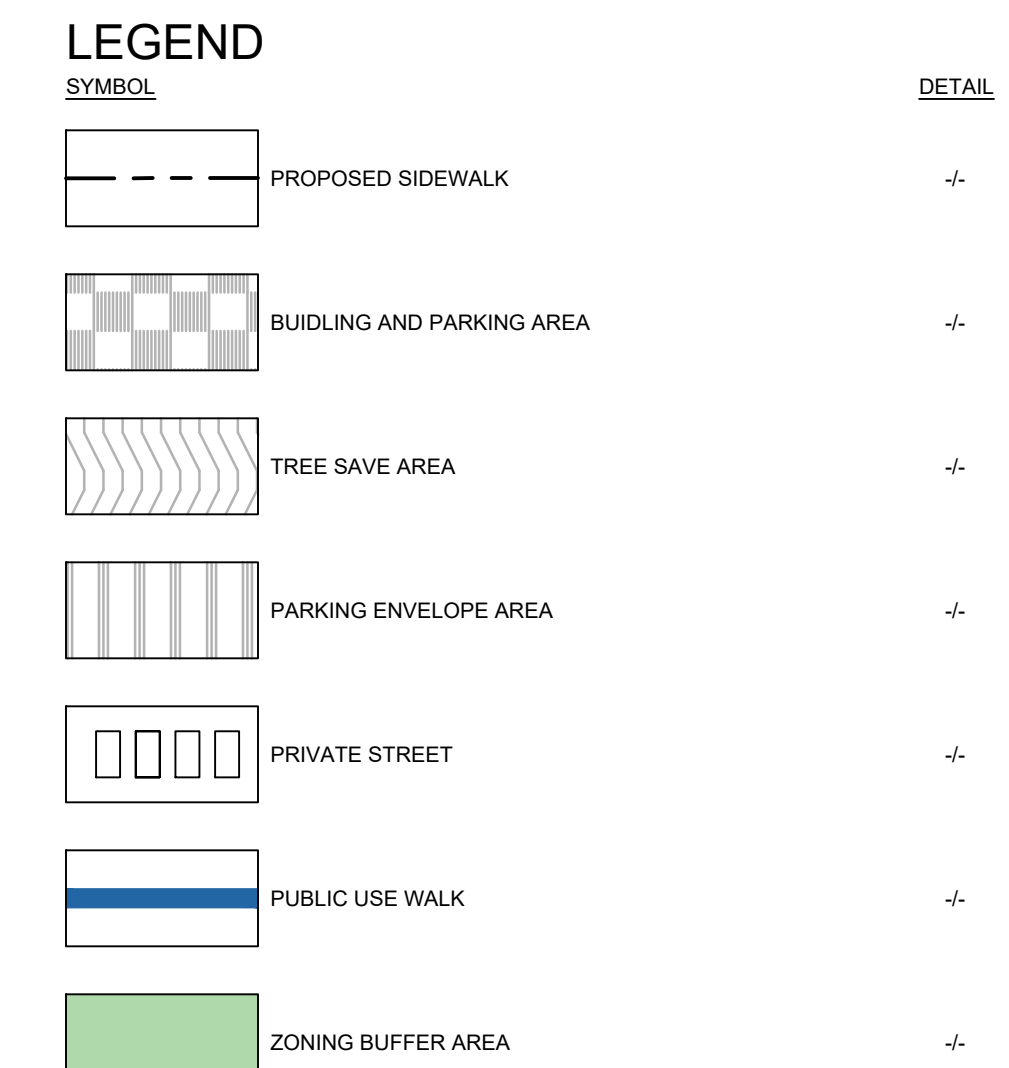 LEGEND
SYMBOL DETAIL
PROPOSED SIDEWALK -/-
BUIDLING AND PARKING AREA -/-
TREE SAVE AREA -/-
PARKING ENVELOPE AREA -/-
PRIVATE STREET -/-
PUBLIC USE WALK -/-
ZONING BUFFER AREA -/-